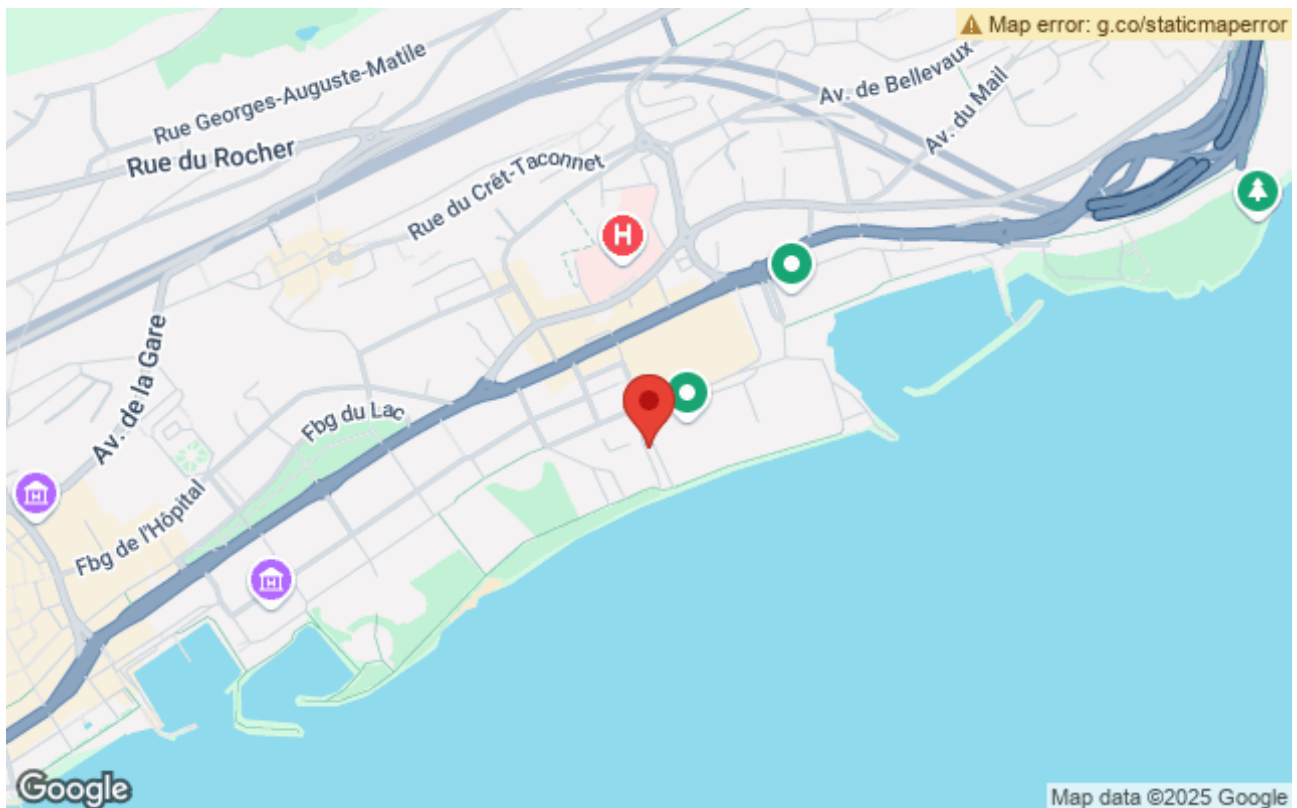 Map error: g.co/staticmaperror
Rue Georges-Auguste-Matile
Av. de Bellevaux
Av. du Mail
Rue du Rocher
Rue du Crêt-Taconnet
H
Av. de la Gare
Fbg du Lac
Fbg de l'Hôpital
Google
Map data ©2025 Google